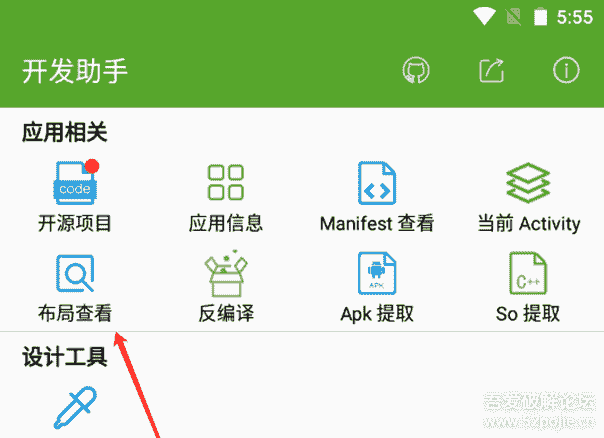 5:55
开发助手
应用相关
code
开源项目 应用信息 Manifest 查看 当前 Activity
APK C++
布局查看 反编译 Apk 提取 So 提取
设计工具
吾爱破解论坛
www.52pojie.cn